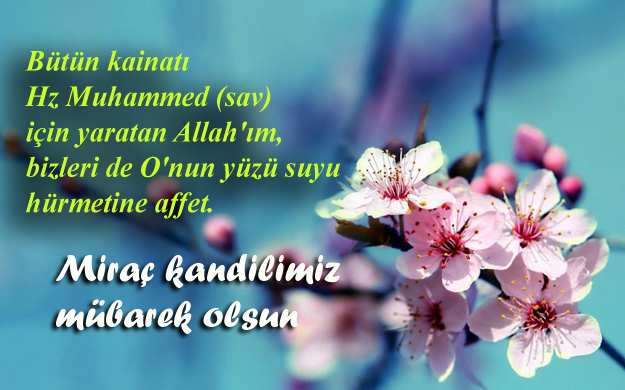 Bütün kainatı
Hz Muhammed (sav)
için yaratan Allah'ım,
bizleri de O'nun yüzü suyu
hürmetine affet.
Miraç kandilimiz
mübarek olsun